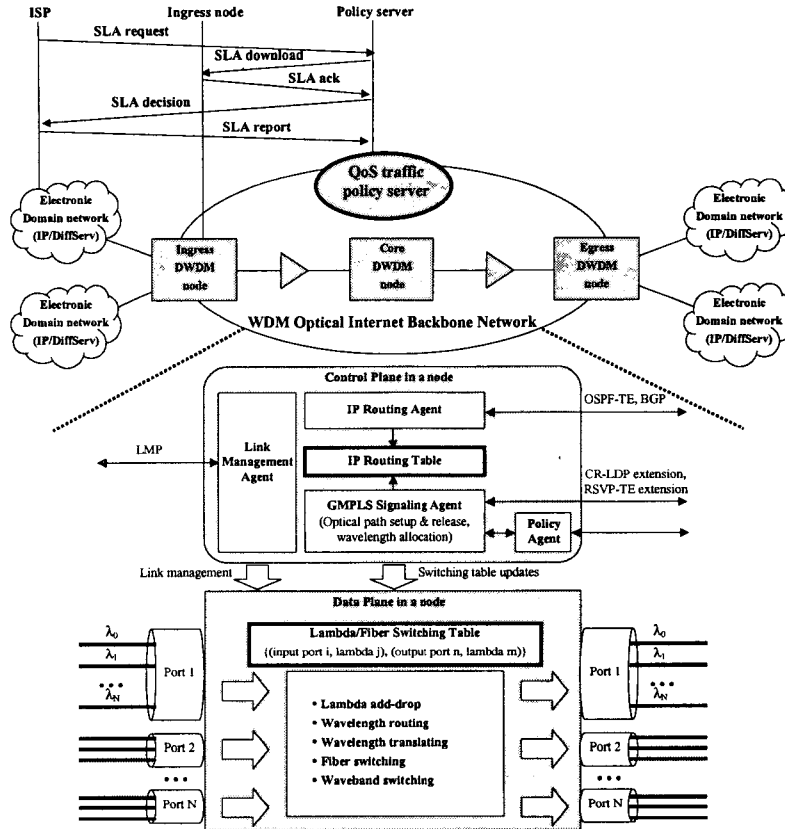 ISP
Ingress node
Policy server
SLA request
SLA download
SLA ack
SLA decision
SLA report
QoS traffic
policy server
Electronic
Domain network
(IP/DiffServ)
Electronic
Domain network
(IP/DiffServ)
Ingress
DWDM
node
Core
DWDM
node
Egress
DWDM
node
Electronic
Domain network
(IP/DiffServ)
Electronic
Domain network
(IP/DiffServ)
WDM Optical Internet Backbone Network
Control Plane in a node
IP Routing Agent
OSPF-TE, BGP
LMP
Link
Management
Agent
IP Routing Table
CR-LDP extension,
RSVP-TE extension
GMPLS Signaling Agent
(Optical path setup & release,
wavelength allocation)
Policy
Agent
Link management
Switching table updates
Data Plane in a node
Lambda/Fiber Switching Table
{(input port i, lambda j), (output port n, lambda m)}
λ0
λ1
•••
λN
Port 1
Port 2
•••
Port N
• Lambda add-drop
• Wavelength routing
• Wavelength translating
• Fiber switching
• Waveband switching
Port 1
λ0
λ1
•••
λN
Port 2
•••
Port N